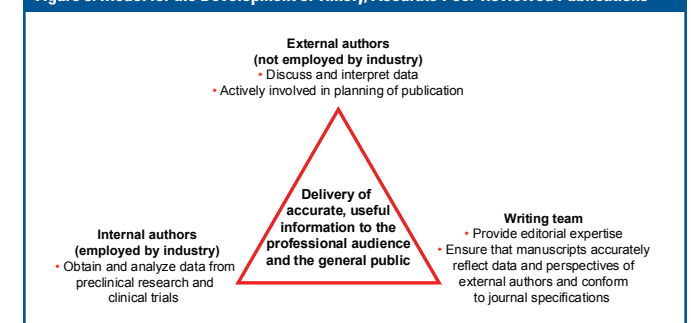 External authors
(not employed by industry)
• Discuss and interpret data
• Actively involved in planning of publication
Delivery of
accurate, useful
information to the
professional audience
and the general public
Internal authors
(employed by industry)
• Obtain and analyze data from
preclinical research and
clinical trials
Writing team
• Provide editorial expertise
• Ensure that manuscripts accurately
reflect data and perspectives of
external authors and conform
to journal specifications